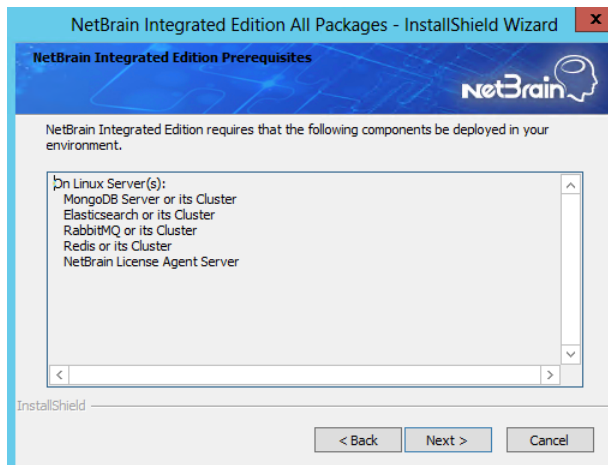 NetBrain Integrated Edition All Packages - InstallShield Wizard
x
NetBrain Integrated Edition Prerequisites
NetBrain
NetBrain Integrated Edition requires that the following components be deployed in your
environment.
On Linux Server(s):
MongoDB Server or its Cluster
Elasticsearch or its Cluster
RabbitMQ or its Cluster
Redis or its Cluster
NetBrain License Agent Server
InstallShield
< Back
Next >
Cancel